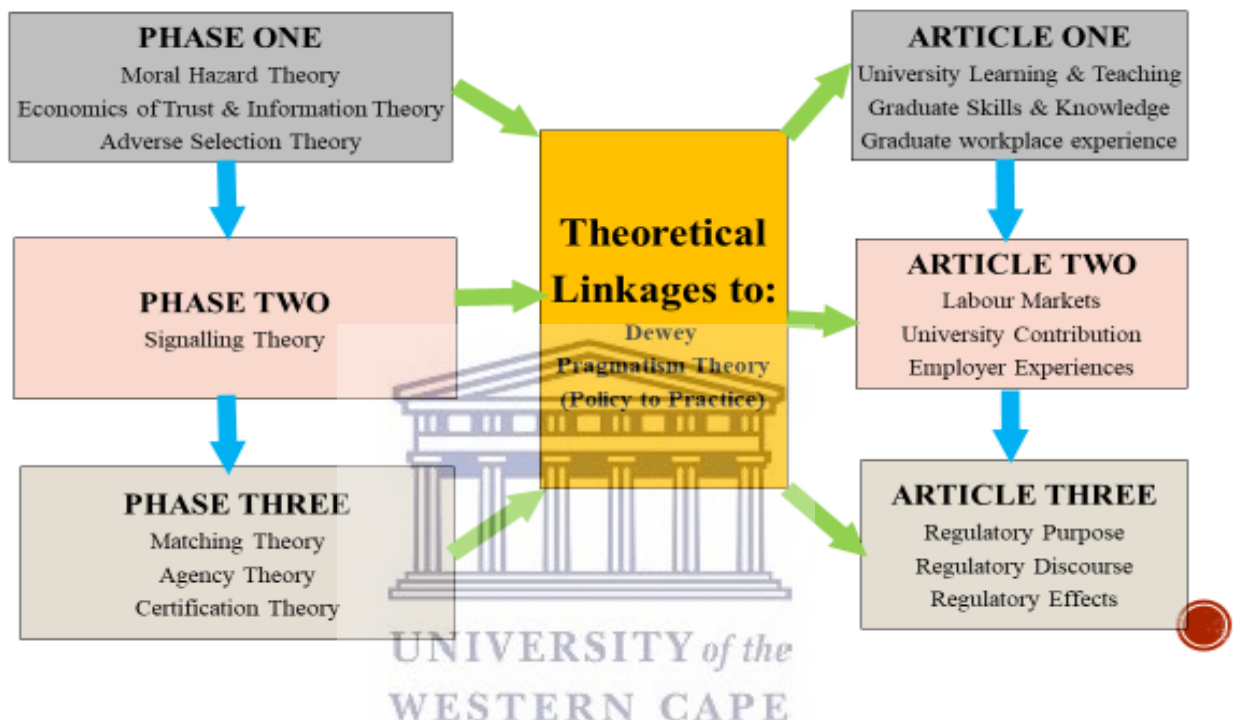 PHASE ONE
Moral Hazard Theory
Economics of Trust & Information Theory
Adverse Selection Theory
PHASE TWO
Signalling Theory
PHASE THREE
Matching Theory
Agency Theory
Certification Theory
Theoretical
Linkages to:
Dewey
Pragmatism Theory
(Policy to Practice)
ARTICLE ONE
University Learning & Teaching
Graduate Skills & Knowledge
Graduate workplace experience
ARTICLE TWO
Labour Markets
University Contribution
Employer Experiences
ARTICLE THREE
Regulatory Purpose
Regulatory Discourse
Regulatory Effects
UNIVERSITY of the
WESTERN CAPE